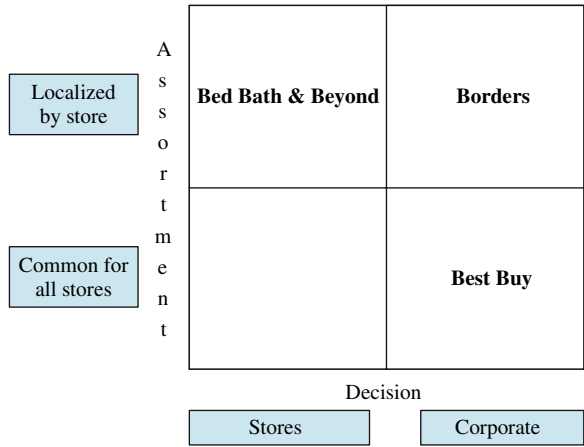 Assortment
Localized
by store
Bed Bath & Beyond
Borders
Common for
all stores
Best Buy
Decision
Stores
Corporate